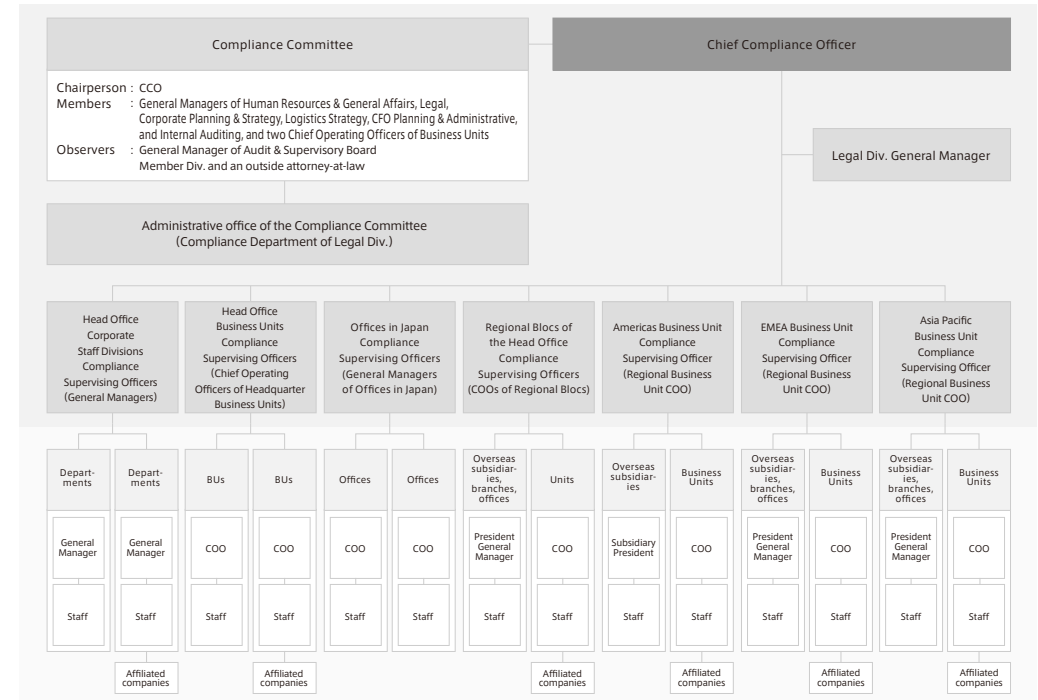 Compliance Committee
Chief Compliance Officer
Chairperson : CCO
Members : General Managers of Human Resources & General Affairs, Legal,
Corporate Planning & Strategy, Logistics Strategy, CFO Planning & Administrative,
and Internal Auditing, and two Chief Operating Officers of Business Units
Observers : General Manager of Audit & Supervisory Board
Member Div. and an outside attorney-at-law
Legal Div. General Manager
Administrative office of the Compliance Committee
(Compliance Department of Legal Div.)
Head Office
Corporate
Staff Divisions
Compliance
Supervising Officers
(General Managers)
Head Office
Business Units
Compliance
Supervising Officers
(Chief Operating
Officers of Headquarter
Business Units)
Offices in Japan
Compliance
Supervising Officers
(General Managers
of Offices in Japan)
Regional Blocs of
the Head Office
Compliance
Supervising Officers
(COOs of Regional Blocs)
Americas Business Unit
Compliance
Supervising Officer
(Regional Business
Unit COO)
EMEA Business Unit
Compliance
Supervising Officer
(Regional Business
Unit COO)
Asia Pacific
Business Unit
Compliance
Supervising Officer
(Regional Business
Unit COO)
Depart-
ments
Depart-
ments
BUs
BUs
Offices
Offices
Overseas
subsidiar-
ies,
branches,
offices
Units
Overseas
subsidiar-
ies
Business
Units
Overseas
subsidiar-
ies,
branches,
offices
Business
Units
Overseas
subsidiar-
ies,
branches,
offices
Business
Units
General
Manager
General
Manager
COO
COO
COO
COO
President
General
Manager
COO
Subsidiary
President
COO
President
General
Manager
COO
President
General
Manager
COO
Staff
Staff
Staff
Staff
Staff
Staff
Staff
Staff
Staff
Staff
Staff
Staff
Staff
Staff
Affiliated
companies
Affiliated
companies
Affiliated
companies
Affiliated
companies
Affiliated
companies
Affiliated
companies